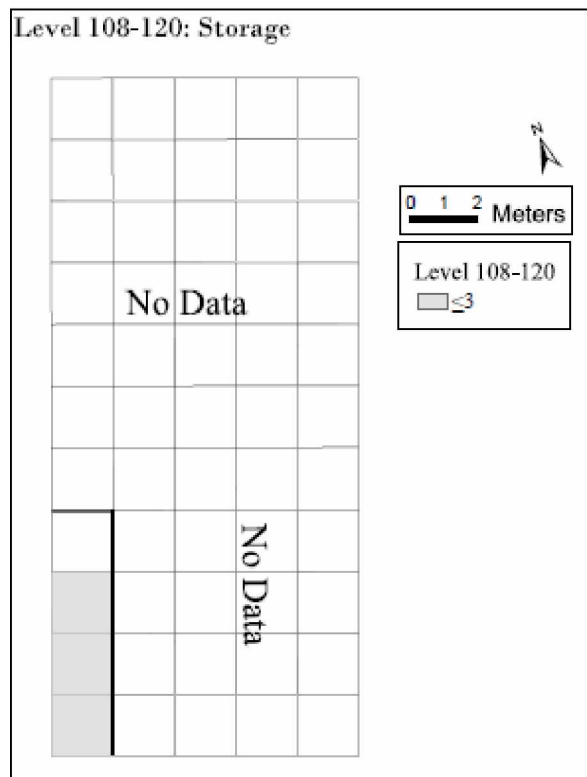 Level 108-120: Storage
N
0 1 2 Meters
Level 108-120
≤3
No Data
No Data